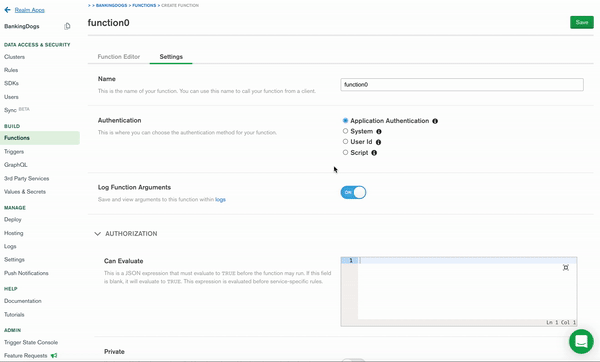 Realm Apps
> > BANKINGDOGS > FUNCTIONS > CREATE FUNCTION
BankingDogs
function0
Save
DATA ACCESS & SECURITY
Clusters
Rules
SDKs
Users
Sync BETA
BUILD
Functions
Triggers
GraphQL
3rd Party Services
Values & Secrets
MANAGE
Deploy
Hosting
Logs
Settings
Push Notifications
HELP
Documentation
Tutorials
ADMIN
Trigger State Console
Feature Requests
Function Editor
Settings
Name
This is the name of your function. You can use this name to call your function from a client.
function0
Authentication
This is where you can choose the authentication method for your function.
Application Authentication
System
User Id
Script
Log Function Arguments
Save and view arguments to this function within logs
ON
AUTHORIZATION
Can Evaluate
This is a JSON expression that must evaluate to TRUE before the function may run. If this field
is blank, it will evaluate to TRUE. This expression is evaluated before service-specific rules.
1
Ln 1 Col 1
Private